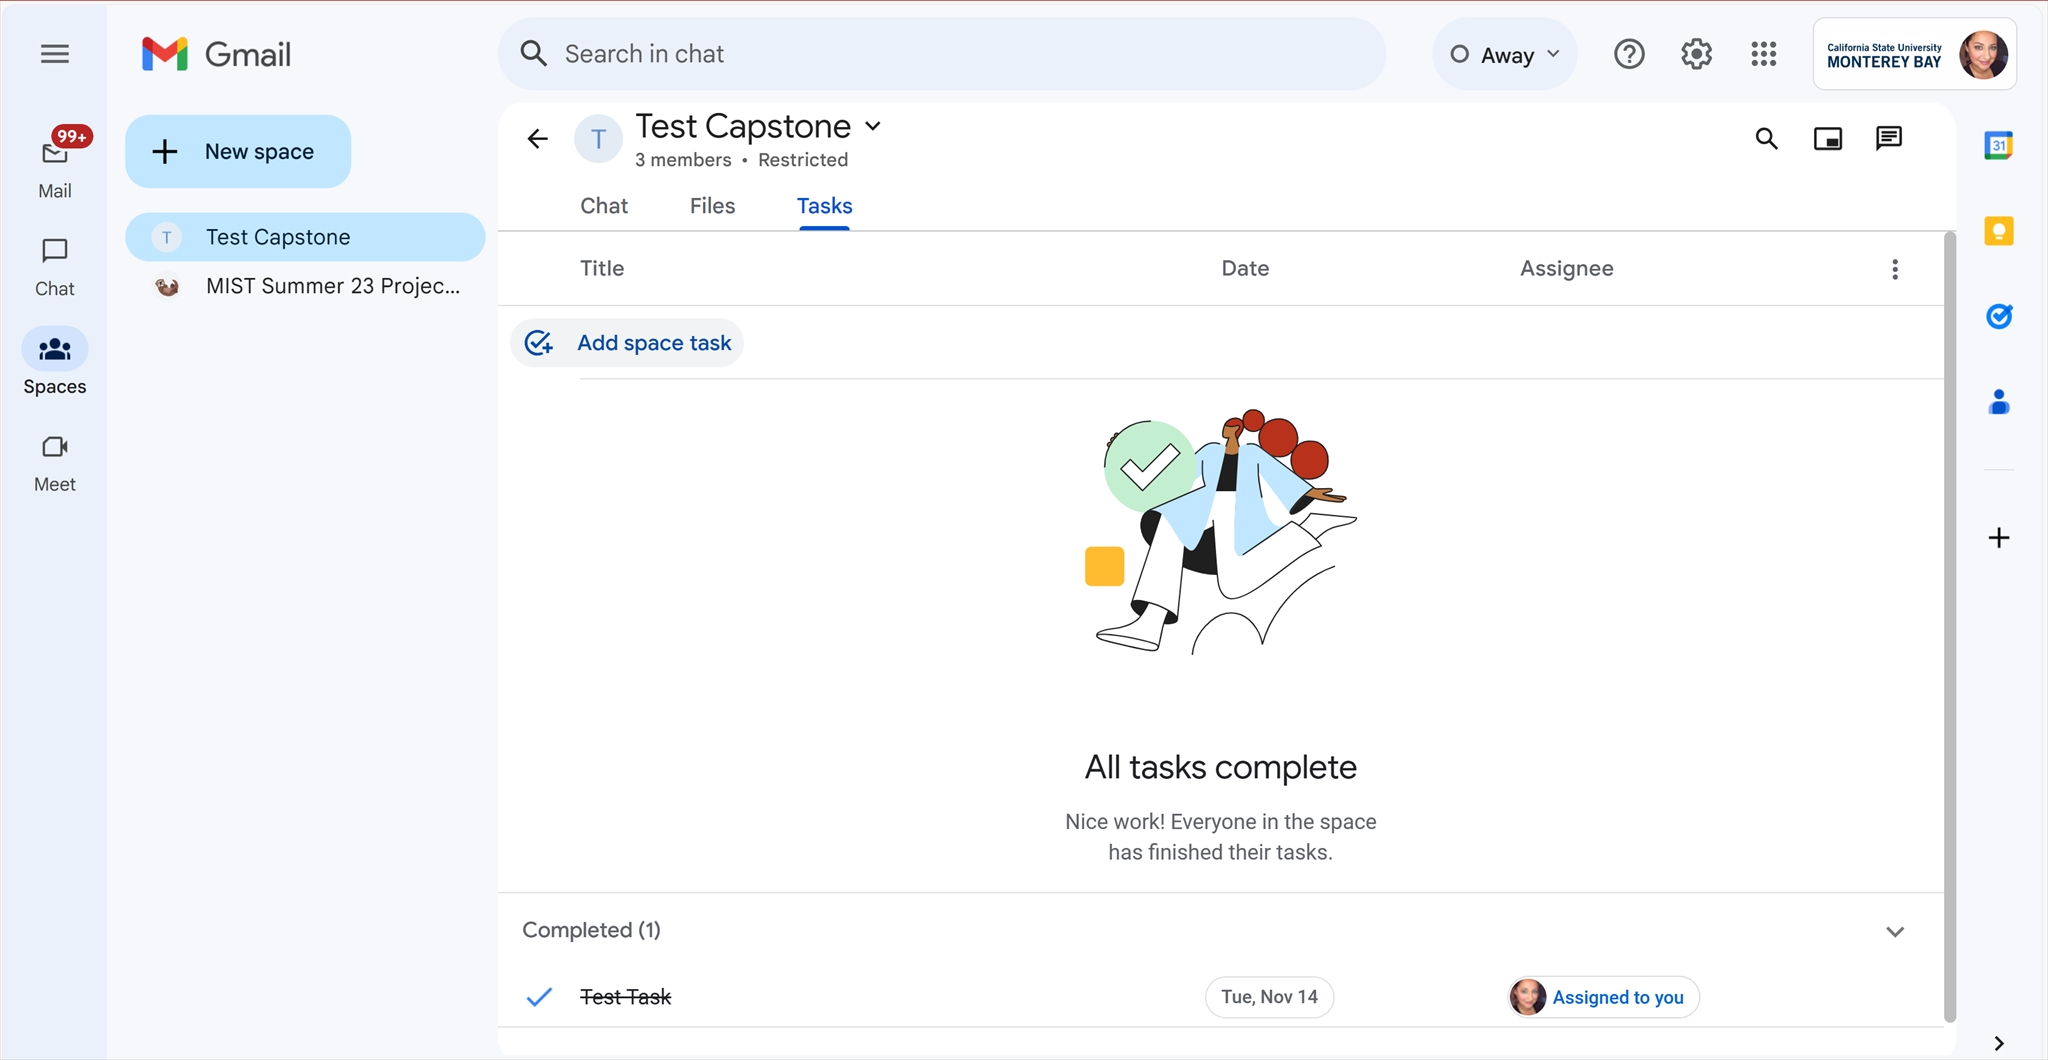 Gmail
Search in chat
Away
California State University
MONTEREY BAY
99+
Mail
Chat
Spaces
Meet
New space
T Test Capstone
MIST Summer 23 Projec...
T
Test Capstone
3 members • Restricted
Chat Files Tasks
Title Date Assignee
Add space task
All tasks complete
Nice work! Everyone in the space
has finished their tasks.
Completed (1)
Test Task Tue, Nov 14 Assigned to you
31